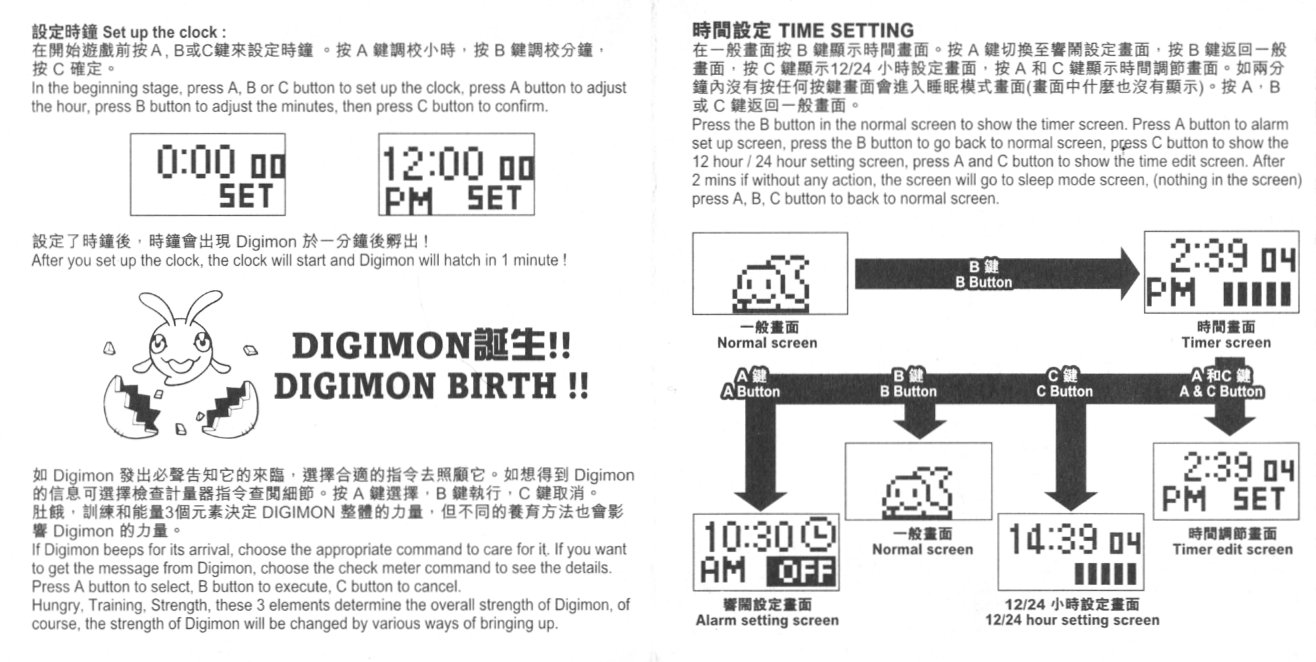 設定時鐘 Set up the clock :
在開始遊戲前按A, B或C鍵來設定時鐘 。按 A 鍵調校小時，按 B 鍵調校分鐘，
按 C 確定。
In the beginning stage, press A, B or C button to set up the clock, press A button to adjust
the hour, press B button to adjust the minutes, then press C button to confirm.
0:00 00
SET
12:00 00
PM SET
設定了時鐘後，時鐘會出現 Digimon 於一分鐘後孵出！
After you set up the clock, the clock will start and Digimon will hatch in 1 minute !
DIGIMON誕生!!
DIGIMON BIRTH !!
如 Digimon 發出必聲告知它的來臨，選擇合適的指令去照顧它。如想得到 Digimon
的信息可選擇檢查計量器指令查閱細節。按 A 鍵選擇，B 鍵執行，C 鍵取消。
肚餓，訓練和能量3個元素決定 DIGIMON 整體的力量，但不同的養育方法也會影
響 Digimon 的力量。
If Digimon beeps for its arrival, choose the appropriate command to care for it. If you want
to get the message from Digimon, choose the check meter command to see the details.
Press A button to select, B button to execute, C button to cancel.
Hungry, Training, Strength, these 3 elements determine the overall strength of Digimon, of
course, the strength of Digimon will be changed by various ways of bringing up.
時間設定 TIME SETTING
在一般畫面按 B 鍵顯示時間畫面。按 A 鍵切換至響鬧設定畫面，按 B 鍵返回一般
畫面，按 C 鍵顯示12/24 小時設定畫面，按 A 和 C 鍵顯示時間調節畫面。如兩分
鐘內沒有按任何按鍵畫面會進入睡眠模式畫面(畫面中什麼也沒有顯示)。按 A，B
或 C 鍵返回一般畫面。
Press the B button in the normal screen to show the timer screen. Press A button to alarm
set up screen, press the B button to go back to normal screen, press C button to show the
12 hour / 24 hour setting screen, press A and C button to show the time edit screen. After
2 mins if without any action, the screen will go to sleep mode screen, (nothing in the screen)
press A, B, C button to back to normal screen.
B 鍵
B Button
2:39 04
PM
一般畫面
Normal screen
時間畫面
Timer screen
A 鍵
A Button
B 鍵
B Button
C 鍵
C Button
A 和C 鍵
A & C Button
10:30
AM OFF
響鬧設定畫面
Alarm setting screen
一般畫面
Normal screen
14:39 04
12/24 小時設定畫面
12/24 hour setting screen
2:39 04
PM SET
時間調節畫面
Timer edit screen